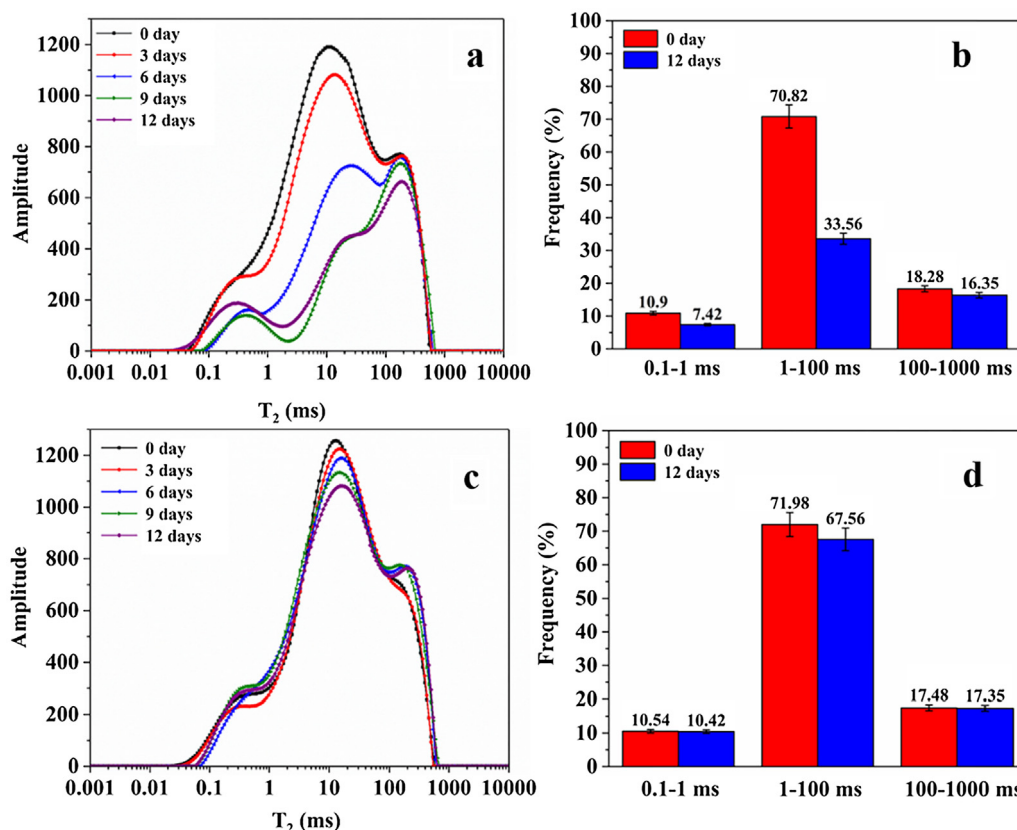 a
0 day
3 days
6 days
9 days
12 days
1200
1000
800
600
400
200
0
Amplitude
0.001 0.01 0.1 1 10 100 1000 10000
T2 (ms)
b
0 day
12 days
100
90
80
70
60
50
40
30
20
10
0
Frequency (%)
70.82
33.56
18.28
16.35
10.9
7.42
0.1-1 ms 1-100 ms 100-1000 ms
c
0 day
3 days
6 days
9 days
12 days
1200
1000
800
600
400
200
0
Amplitude
0.001 0.01 0.1 1 10 100 1000 10000
T2 (ms)
d
0 day
12 days
100
90
80
70
60
50
40
30
20
10
0
Frequency (%)
71.98
67.56
17.48
17.35
10.54
10.42
0.1-1 ms 1-100 ms 100-1000 ms